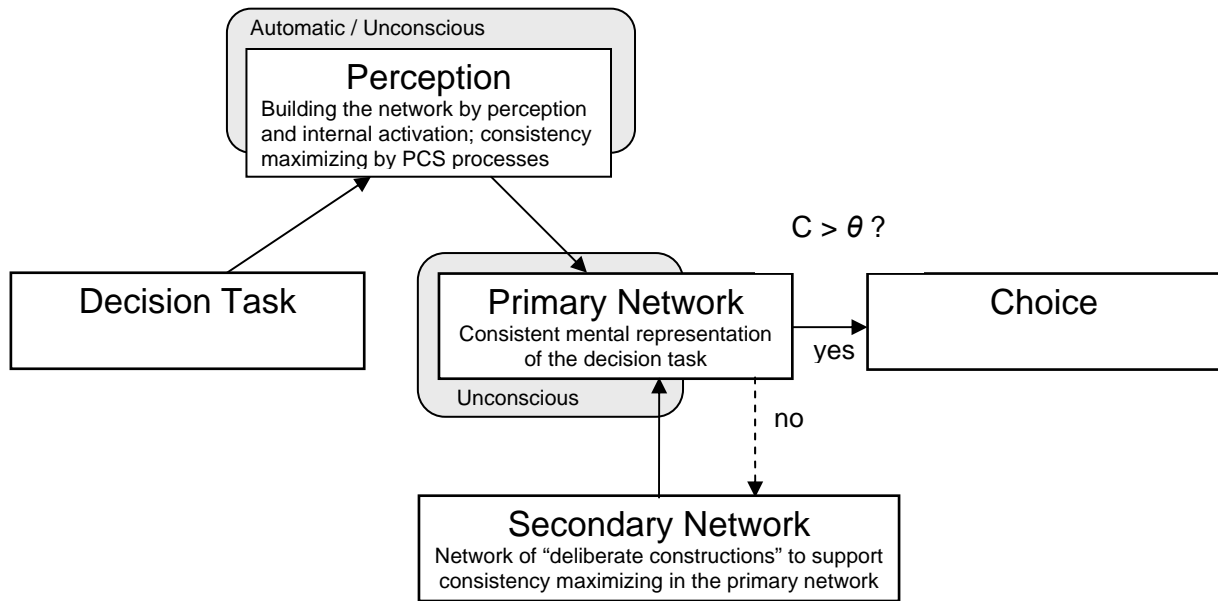 Automatic / Unconscious
Perception
Building the network by perception
and internal activation; consistency
maximizing by PCS processes
C > θ ?
Decision Task
Primary Network
Consistent mental representation
of the decision task
Unconscious
Choice
yes
no
Secondary Network
Network of “deliberate constructions” to support
consistency maximizing in the primary network